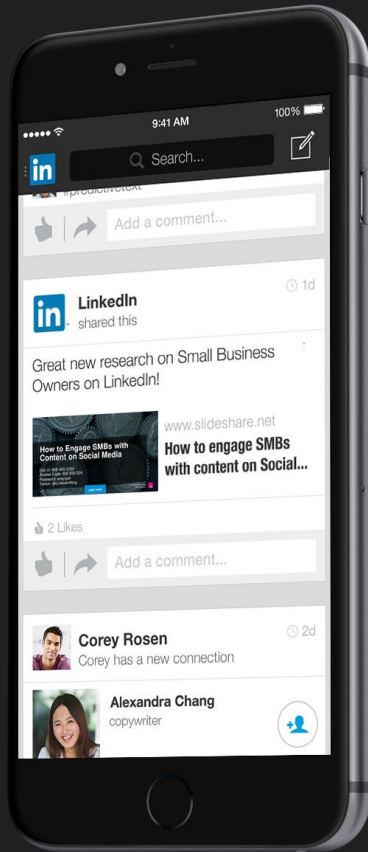 9:41 AM
100%
in
Search...
#predictivetext
Add a comment...
in
LinkedIn
shared this
1d
Great new research on Small Business
Owners on LinkedIn!
How to Engage SMBs with
Content on Social Media
www.slideshare.net
How to engage SMBs
with content on Social...
2 Likes
Add a comment...
Corey Rosen
Corey has a new connection
2d
Alexandra Chang
copywriter